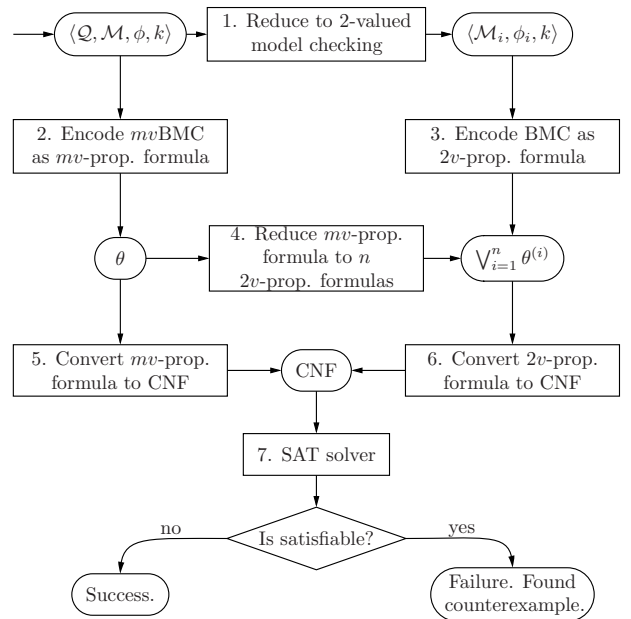 ⟨𝒬, ℳ, ϕ, k⟩
1. Reduce to 2-valued
model checking
⟨ℳᵢ, ϕᵢ, k⟩
2. Encode mvBMC
as mv-prop. formula
3. Encode BMC as
2v-prop. formula
θ
4. Reduce mv-prop.
formula to n
2v-prop. formulas
⋁ⁿᵢ₌₁ θ⁽ⁱ⁾
5. Convert mv-prop.
formula to CNF
CNF
6. Convert 2v-prop.
formula to CNF
7. SAT solver
Is satisfiable?
no
yes
Success.
Failure. Found
counterexample.